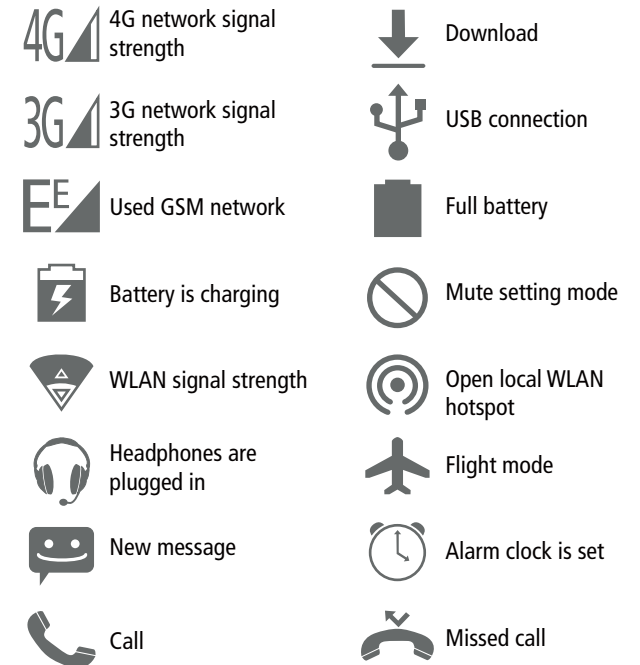 4G 4G network signal
strength
Download
3G 3G network signal
strength
USB connection
EE Used GSM network
Full battery
Battery is charging
Mute setting mode
WLAN signal strength
Open local WLAN
hotspot
Headphones are
plugged in
Flight mode
New message
Alarm clock is set
Call
Missed call